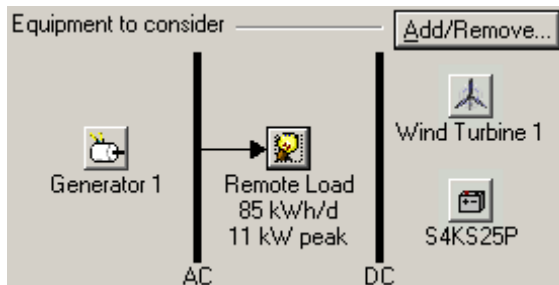 Equipment to consider
Add/Remove...
Wind Turbine 1
Generator 1
Remote Load
85 kWh/d
11 kW peak
S4KS25P
AC
DC